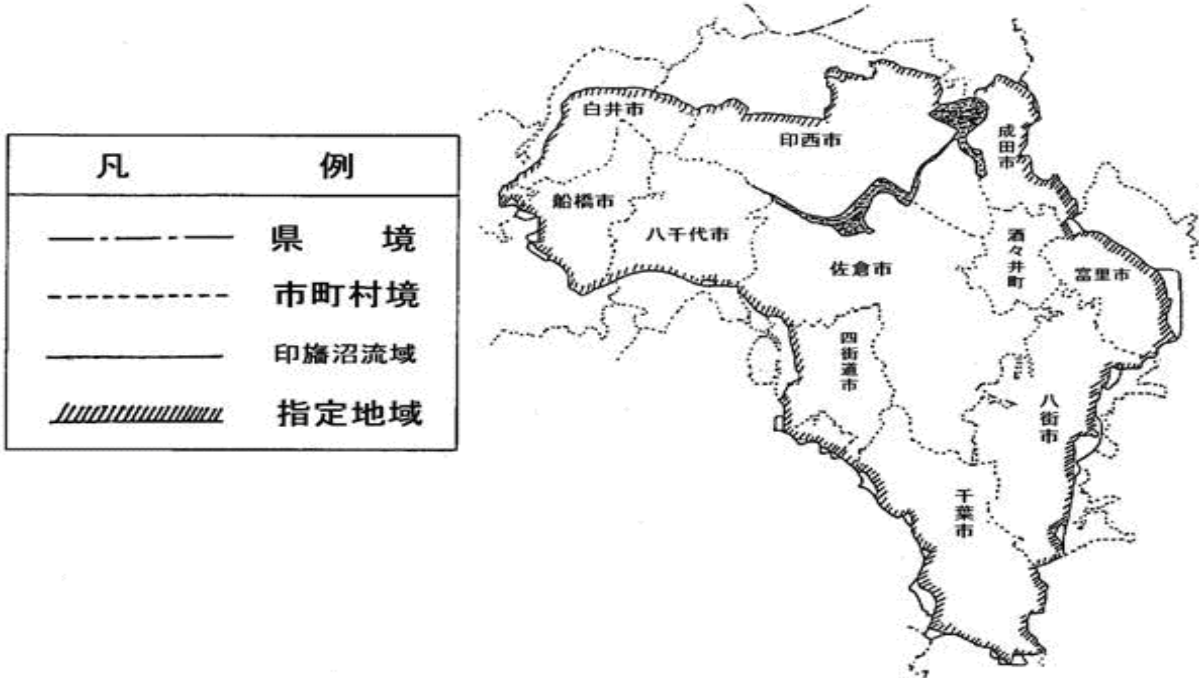 凡 例
県 境
市町村境
印旛沼流域
指定地域
白井市
印西市
成田市
船橋市
八千代市
佐倉市
酒々井町
富里市
四街道市
八街市
千葉市